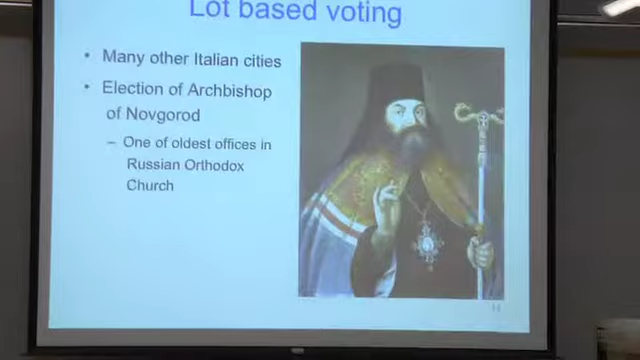 Lot based voting
• Many other Italian cities
• Election of Archbishop
of Novgorod
– One of oldest offices in
Russian Orthodox
Church